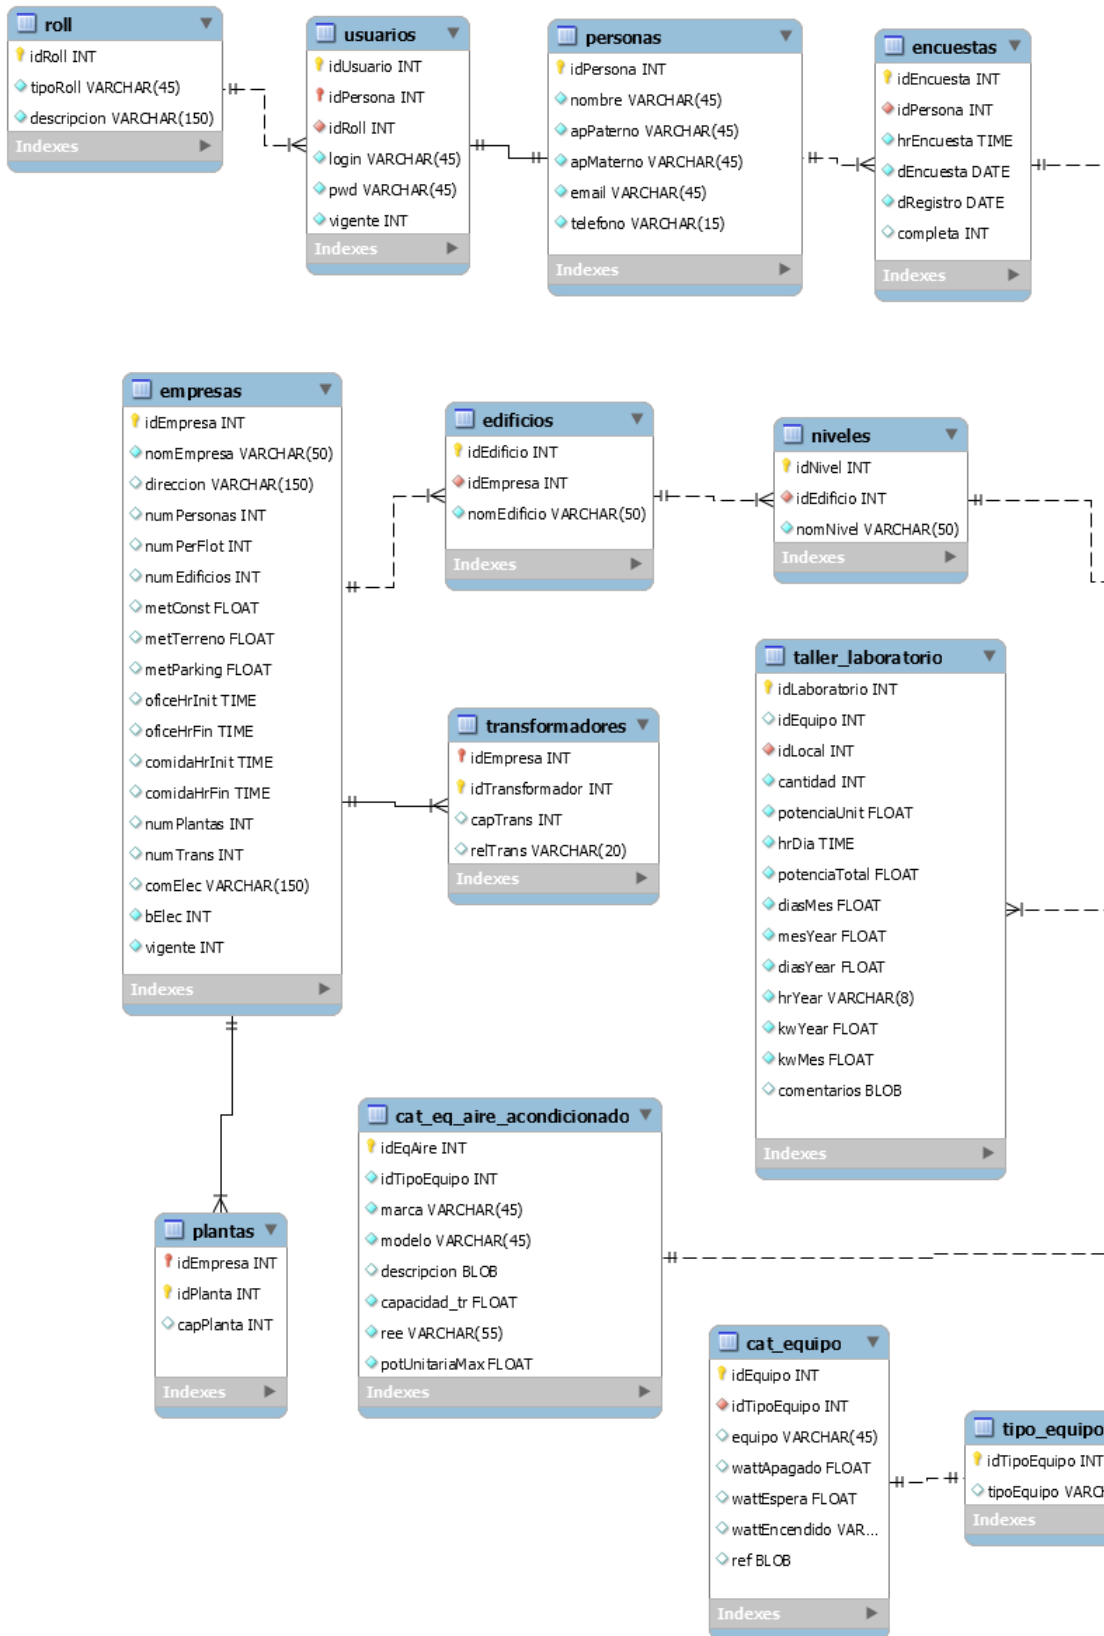 roll
idRoll INT
tipoRoll VARCHAR(45)
descripcion VARCHAR(150)
Indexes
usuarios
idUsuario INT
idPersona INT
idRoll INT
login VARCHAR(45)
pwd VARCHAR(45)
vigente INT
Indexes
personas
idPersona INT
nombre VARCHAR(45)
apPaterno VARCHAR(45)
apMaterno VARCHAR(45)
email VARCHAR(45)
telefono VARCHAR(15)
Indexes
encuestas
idEncuesta INT
idPersona INT
hrEncuesta TIME
dEncuesta DATE
dRegistro DATE
completa INT
Indexes
empresas
idEmpresa INT
nomEmpresa VARCHAR(50)
direccion VARCHAR(150)
numPersonas INT
numPerFlot INT
numEdificios INT
metConst FLOAT
metTerreno FLOAT
metParking FLOAT
oficeHrInit TIME
oficeHrFin TIME
comidaHrInit TIME
comidaHrFin TIME
numPlantas INT
numTrans INT
comElec VARCHAR(150)
bElec INT
vigente INT
Indexes
edificios
idEdificio INT
idEmpresa INT
nomEdificio VARCHAR(50)
Indexes
niveles
idNivel INT
idEdificio INT
nomNivel VARCHAR(50)
Indexes
transformadores
idEmpresa INT
idTransformador INT
capTrans INT
relTrans VARCHAR(20)
Indexes
taller_laboratorio
idLaboratorio INT
idEquipo INT
idLocal INT
cantidad INT
potenciaUnit FLOAT
hrDia TIME
potenciaTotal FLOAT
diasMes FLOAT
mesYear FLOAT
diasYear FLOAT
hrYear VARCHAR(8)
kwYear FLOAT
kwMes FLOAT
comentarios BLOB
Indexes
plantas
idEmpresa INT
idPlanta INT
capPlanta INT
Indexes
cat_eq_aire_acondicionado
idEqAire INT
idTipoEquipo INT
marca VARCHAR(45)
modelo VARCHAR(45)
descripcion BLOB
capacidad_tr FLOAT
ree VARCHAR(55)
potUnitariaMax FLOAT
Indexes
cat_equipo
idEquipo INT
idTipoEquipo INT
equipo VARCHAR(45)
wattApagado FLOAT
wattEspera FLOAT
wattEncendido VAR...
ref BLOB
Indexes
tipo_equipo
idTipoEquipo INT
tipoEquipo
Indexes